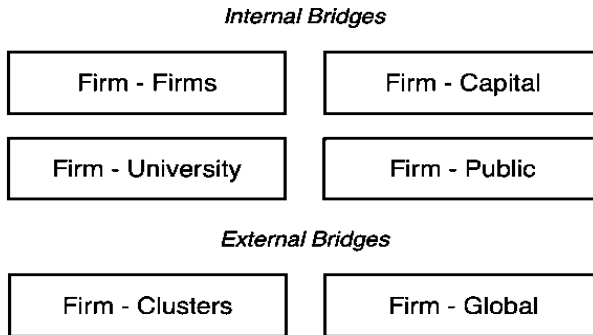 Internal Bridges
Firm - Firms
Firm - Capital
Firm - University
Firm - Public
External Bridges
Firm - Clusters
Firm - Global